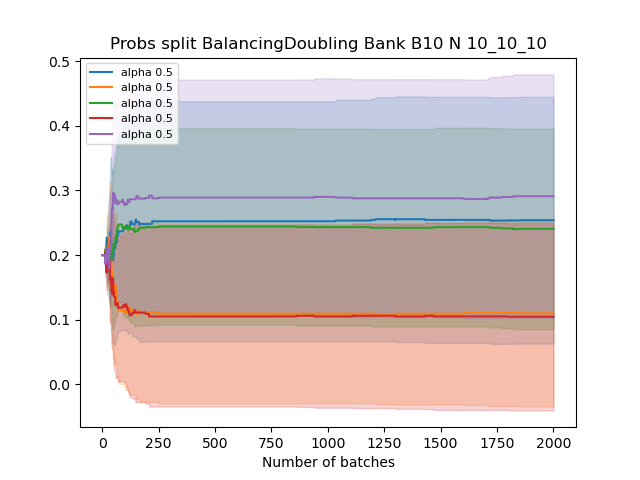 Probs split BalancingDoubling Bank B10 N 10_10_10
0.5
0.4
0.3
0.2
0.1
0.0
alpha 0.5
alpha 0.5
alpha 0.5
alpha 0.5
alpha 0.5
0 250 500 750 1000 1250 1500 1750 2000
Number of batches